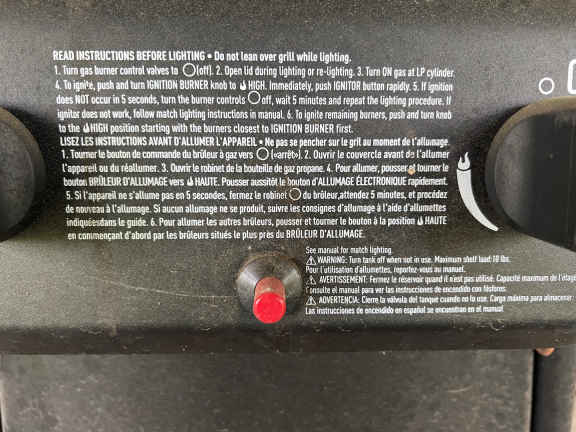 READ INSTRUCTIONS BEFORE LIGHTING • Do not lean over grill while lighting.
1. Turn gas burner control valves to (off). 2. Open lid during lighting or re-lighting. 3. Turn ON gas at LP cylinder.
4. To ignite, push and turn IGNITION BURNER knob to HIGH. Immediately, push IGNITOR button rapidly. 5. If ignition
does NOT occur in 5 seconds, turn the burner controls off, wait 5 minutes and repeat the lighting procedure. If
ignitor does not work, follow match lighting instructions in manual. 6. To ignite remaining burners, push and turn knob
to the HIGH position starting with the burners closest to IGNITION BURNER first.
LISEZ LES INSTRUCTIONS AVANT D'ALLUMER L'APPAREIL • Ne pas se pencher sur le gril au moment de l'allumage.
1. Tourner le bouton de commande du brûleur à gaz vers («arrêt»). 2. Ouvrir le couvercle avant de l'allumer
l'appareil ou du réallumer. 3. Ouvrir le robinet de la bouteille de gaz propane. 4. Pour allumer, pousser et tourner le
bouton BRÛLEUR D'ALLUMAGE vers HAUTE. Pousser aussitôt le bouton d'ALLUMAGE ÉLECTRONIQUE rapidement.
5. Si l'appareil ne s'allume pas en 5 secondes, fermez le robinet du brûleur, attendez 5 minutes, et procédez
de nouveau à l'allumage. Si aucun allumage ne se produit, suivre les consignes d'allumage à l'aide d'allumettes
indiquées dans le guide. 6. Pour allumer les autres brûleurs, pousser et tourner le bouton à la position HAUTE
en commençant d'abord par les brûleurs situés le plus près du BRÛLEUR D'ALLUMAGE.
See manual for match lighting.
WARNING: Turn tank off when not in use. Maximum shelf load: 10 lbs.
Pour l'utilisation d'allumettes, reportez-vous au manuel.
AVERTISSEMENT: Fermez le réservoir quand il n'est pas utilisé. Capacité maximum de l'étag
Consulte el manual para ver las instrucciones de encendido con fósforos.
ADVERTENCIA: Cierre la válvula del tanque cuando no lo use. Carga máxima para almacenar
Las instrucciones de encendido en español se encuentran en el manual